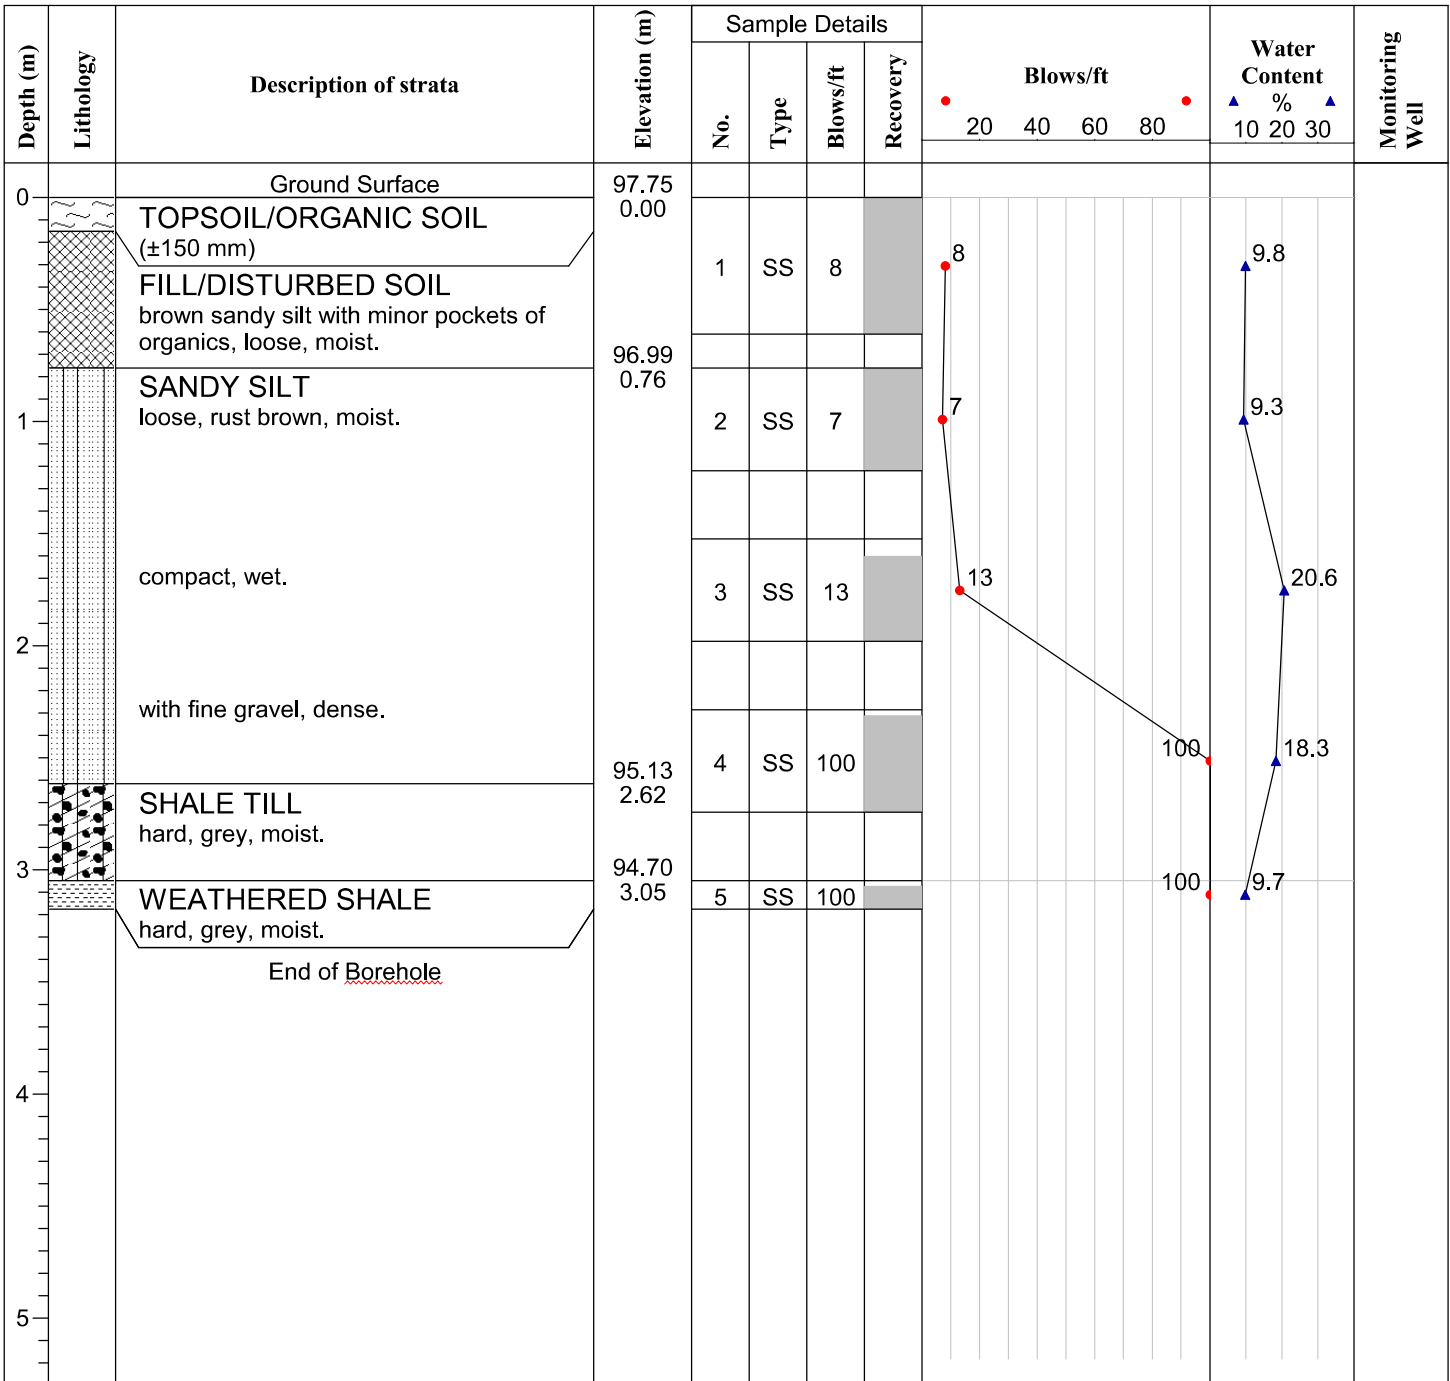 Depth (m)
Lithology
Description of strata
Elevation (m)
Sample Details
No.
Type
Blows/ft
Recovery
Blows/ft
20 40 60 80
Water
Content
%
10 20 30
Monitoring
Well
Ground Surface
97.75
0.00
0
TOPSOIL/ORGANIC SOIL
(±150 mm)
1 SS 8
8
9.8
FILL/DISTURBED SOIL
brown sandy silt with minor pockets of
organics, loose, moist.
96.99
0.76
SANDY SILT
loose, rust brown, moist.
1
2 SS 7
7
9.3
compact, wet.
3 SS 13
13
20.6
2
with fine gravel, dense.
4 SS 100
100
18.3
95.13
2.62
SHALE TILL
hard, grey, moist.
3
94.70
3.05
WEATHERED SHALE
hard, grey, moist.
5 SS 100
100
9.7
End of Borehole
4
5